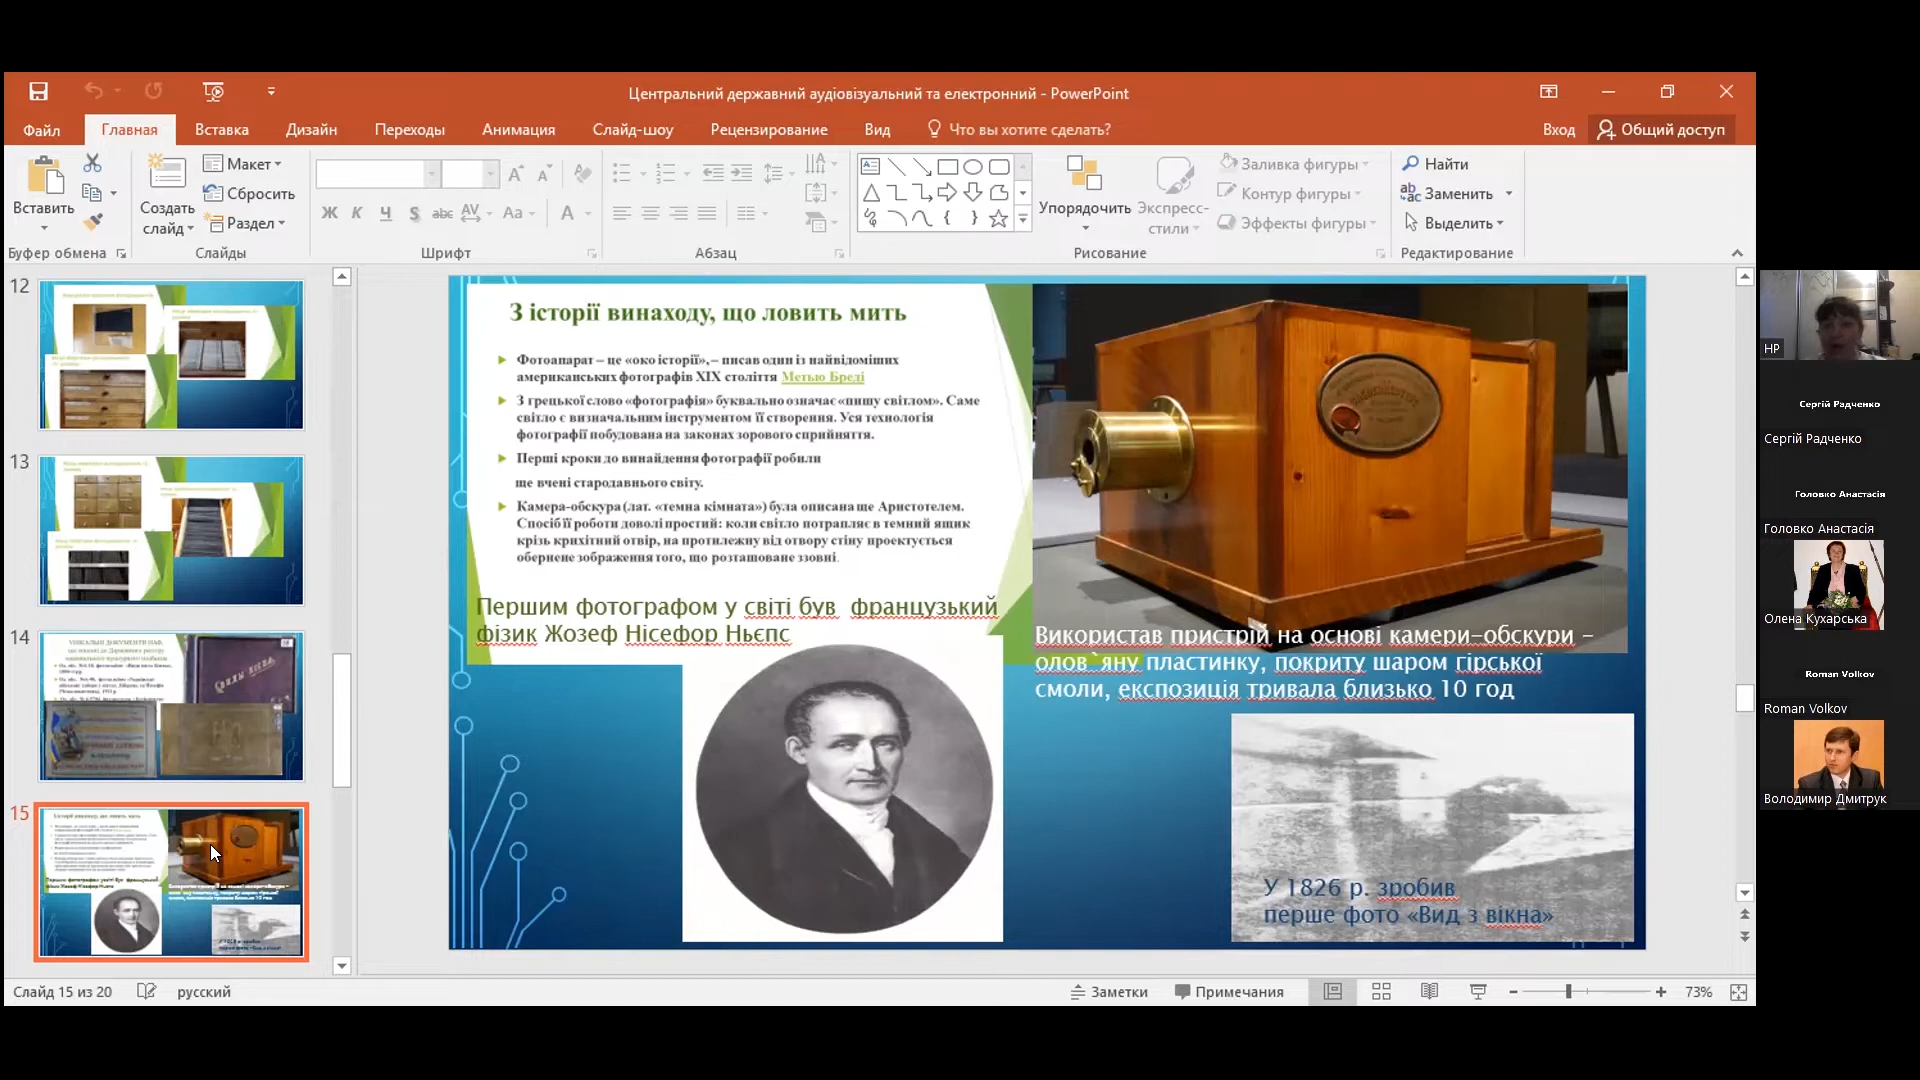 Центральний державний аудіовізуальний та електронний - PowerPoint
Файл
Главная
Вставка
Дизайн
Переходы
Анимация
Слайд-шоу
Рецензирование
Вид
Что вы хотите сделать?
Вход
Общий доступ
Вставить
Создать
слайд
Макет
Сбросить
Раздел
Ж К Ч S abc AV Aa A
Упорядочить
Экспресс-
стили
Заливка фигуры
Контур фигуры
Эффекты фигуры
Найти
Заменить
Выделить
Буфер обмена
Слайды
Шрифт
Абзац
Рисование
Редактирование
12
13
14
15
З історії винаходу, що ловить мить
Фотоапарат – це «око історії», – писав один із найвідоміших
американських фотографів XIX століття Метью Бреді
З грецької слово «фотографія» буквально означає «пишу світлом». Саме
світло є визначальним інструментом її створення. Уся технологія
фотографії побудована на законах зорового сприйняття.
Перші кроки до винайдення фотографії робили
ще вчені стародавнього світу.
Камера-обскура (лат. «темна кімната») була описана ще Аристотелем.
Спосіб її роботи доволі простий: коли світло потрапляє в темний ящик
крізь крихітний отвір, на протилежну від отвору стіну проектується
обернене зображення того, що розташоване ззовні.
Першим фотографом у світі був французький
фізик Жозеф Нісефор Ньєпс
Використав пристрій на основі камери-обскури –
олов`яну пластинку, покриту шаром гірської
смоли, експозиція тривала близько 10 год
У 1826 р. зробив
перше фото «Вид з вікна»
НР
Сергій Радченко
Сергій Радченко
Головко Анастасія
Головко Анастасія
Олена Кухарська
Roman Volkov
Roman Volkov
Володимир Дмитрук
Слайд 15 из 20
русский
Заметки
Примечания
73%